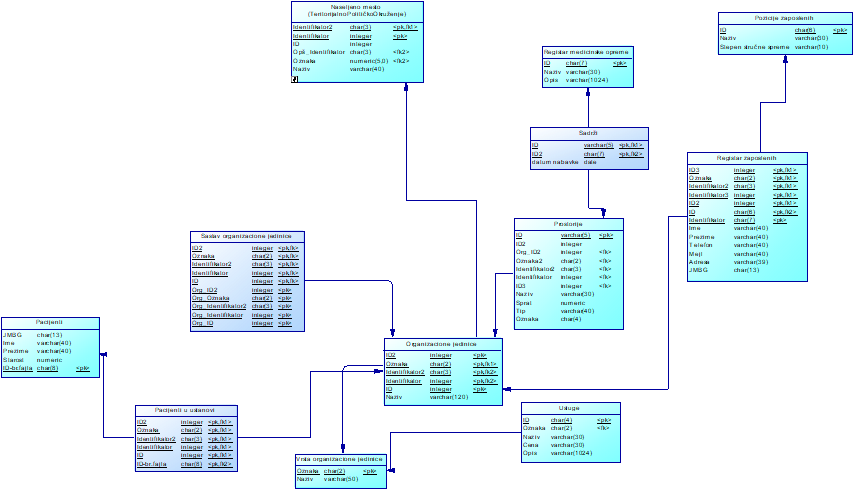 Naseljeno mesto
(TeritorijalnoPolitičkoOkruženje)
Identifikator2 char(3) <pk,fk1>
Identifikator integer <pk>
ID integer
Opš_Identifikator char(3) <fk2>
Oznaka numeric(5,0) <fk2>
Naziv varchar(40)
Pozicije zaposlenih
ID char(6) <pk>
Naziv varchar(30)
Stepen stručne spreme varchar(10)
Registar medicinske opreme
ID char(7) <pk>
Naziv varchar(30)
Opis varchar(1024)
Sadrži
ID varchar(5) <pk,fk1>
ID2 char(7) <pk,fk2>
datum nabavke date
Registar zaposlenih
ID3 integer <pk,fk1>
Oznaka char(2) <pk,fk1>
Identifikator2 char(3) <pk,fk1>
Identifikator3 integer <pk,fk1>
ID2 integer <pk,fk1>
ID char(6) <pk,fk2>
Identifikator char(7) <pk>
Ime varchar(40)
Prezime varchar(40)
Telefon varchar(40)
Mejl varchar(40)
Adresa varchar(39)
JMSG char(13)
Prostorije
ID varchar(5) <pk>
ID2 integer
Org_ID2 integer <fk>
Oznaka2 char(2) <fk>
Identifikator2 char(3) <fk>
Identifikator integer <fk>
ID3 integer <fk>
Naziv varchar(30)
Sprat numeric
Tip varchar(40)
Oznaka char(4)
Sastav organizacione jedinice
ID2 integer <pk,fk>
Oznaka char(2) <pk,fk>
Identifikator2 char(3) <pk,fk>
Identifikator integer <pk,fk>
ID integer <pk,fk>
Org_ID2 integer <pk>
Org_Oznaka char(2) <pk>
Org_Identifikator2 char(3) <pk>
Org_Identifikator integer <pk>
Org_ID integer <pk>
Pacijenti
JMSG char(13)
Ime varchar(40)
Prezime varchar(40)
Starost numeric
ID-br.fajla char(8) <pk>
Organizacione jedinice
ID2 integer <pk>
Oznaka char(2) <pk,fk1>
Identifikator2 char(3) <pk,fk2>
Identifikator integer <pk,fk2>
ID integer <pk>
Naziv varchar(120)
Pacijenti u ustanovi
ID2 integer <pk,fk1>
Oznaka char(2) <pk,fk1>
Identifikator2 char(3) <pk,fk1>
Identifikator integer <pk,fk1>
ID integer <pk,fk1>
ID-br.fajla char(8) <pk,fk2>
Usluge
ID char(4) <pk>
Oznaka char(2) <fk>
Naziv varchar(30)
Cena varchar(30)
Opis varchar(1024)
Vrsta organizacione jedinice
Oznaka char(2) <pk>
Naziv varchar(50)